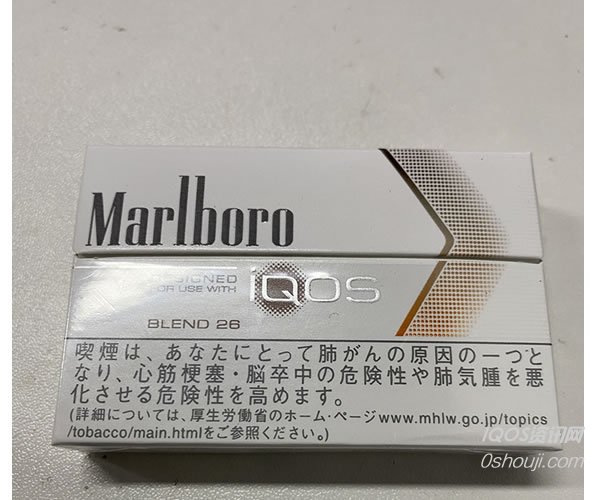 Marlboro
DESIGNED
FOR USE WITH
IQOS
BLEND 26
喫煙は、あなたにとって肺がんの原因の一つと
なり、心筋梗塞・脳卒中の危険性や肺気腫を悪
化させる危険性を高めます。
(詳細については、厚生労働省のホーム・ページwww.mhlw.go.jp/topics
/tobacco/main.htmlをご参照ください。)
IQOS资讯网
0shouji.com